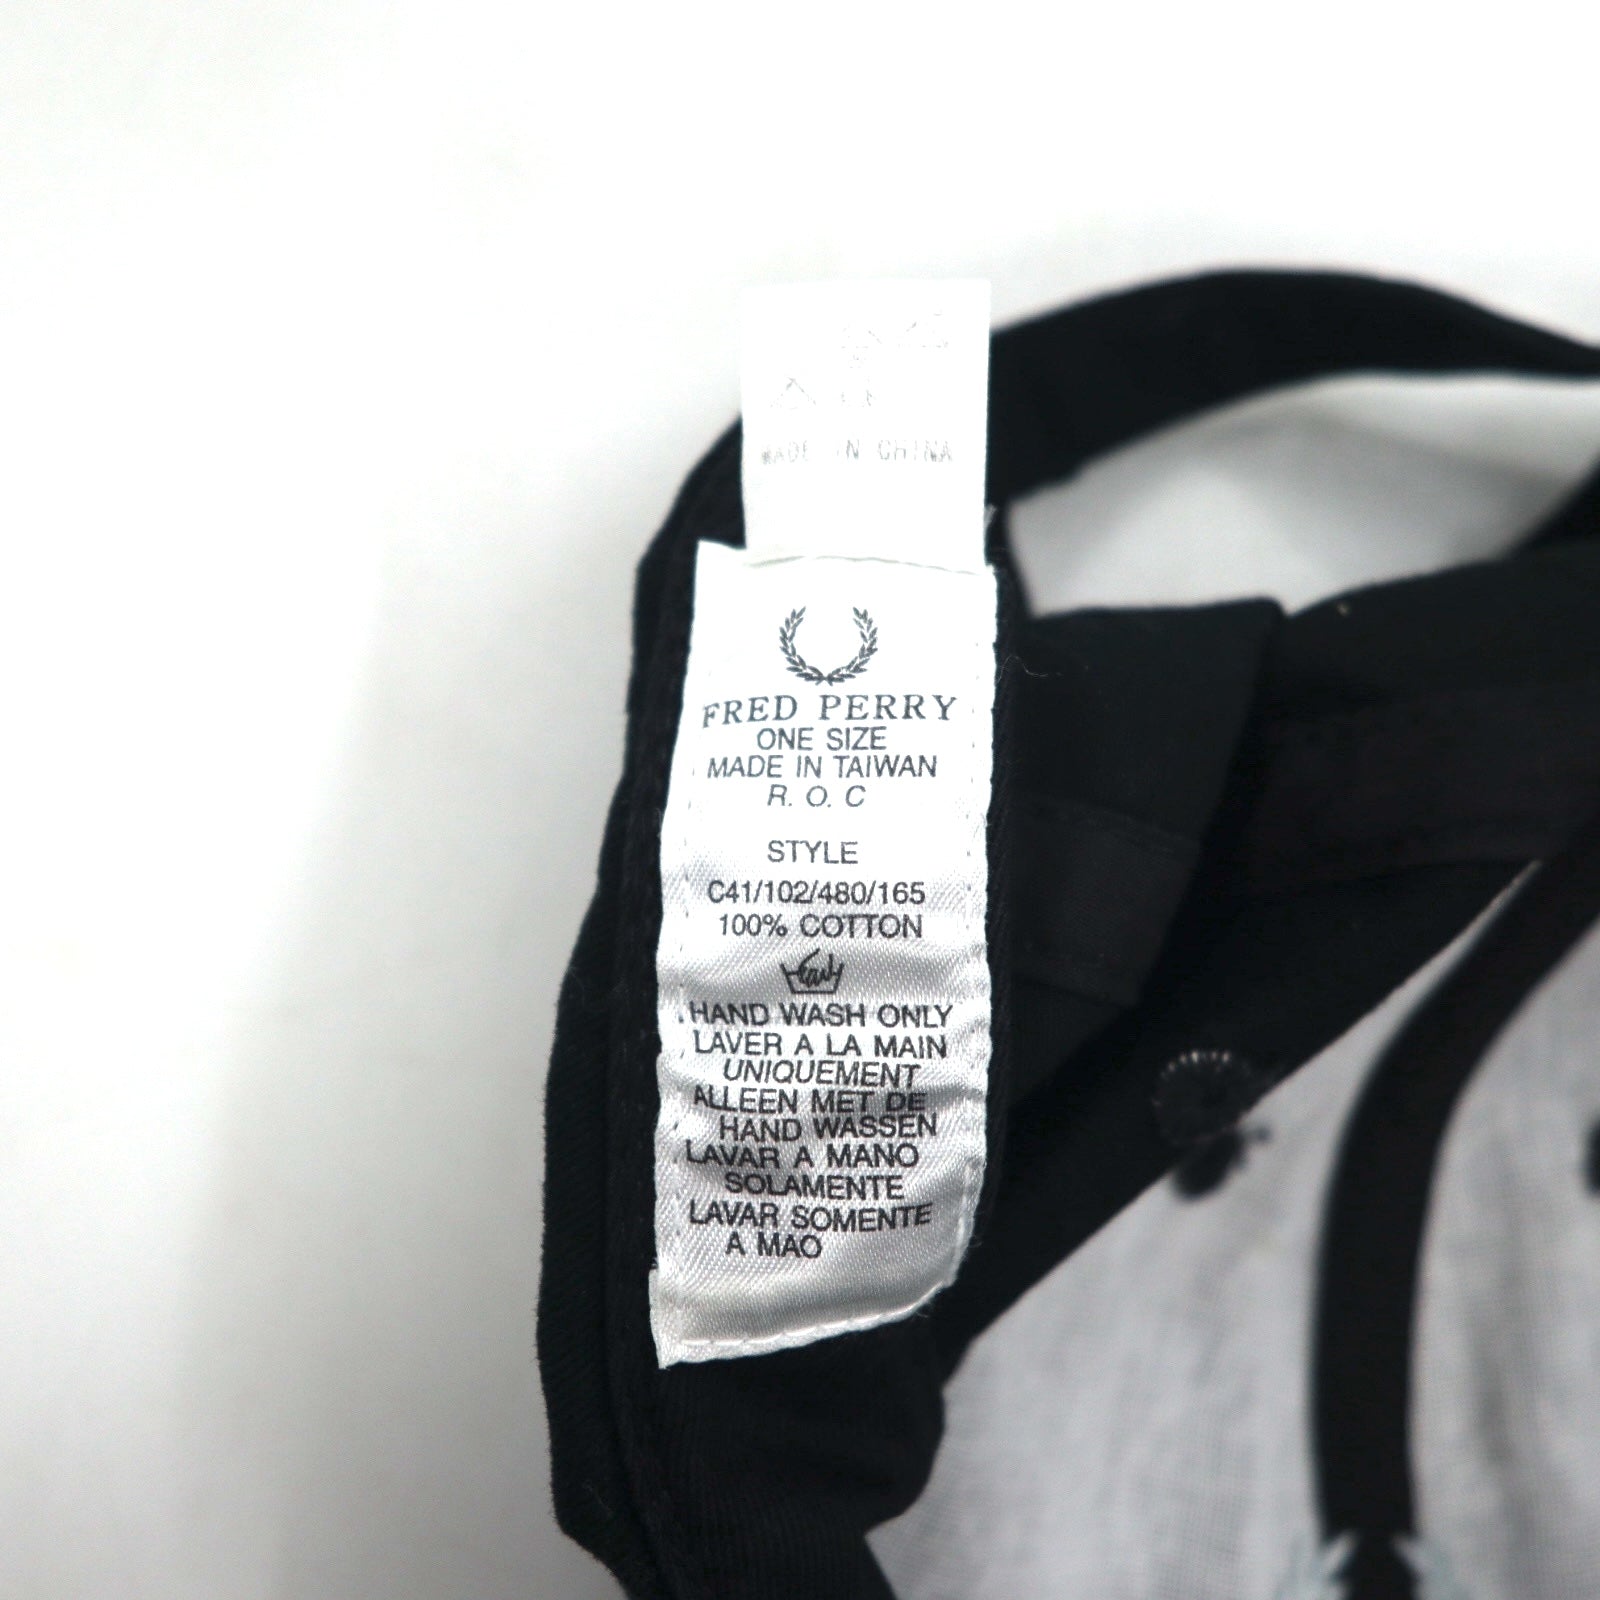 MADE IN CHINA
FRED PERRY
ONE SIZE
MADE IN TAIWAN
R. O. C
STYLE
C41/102/480/165
100% COTTON
HAND WASH ONLY
LAVER A LA MAIN
UNIQUEMENT
ALLEEN MET DE
HAND WASSEN
LAVAR A MANO
SOLAMENTE
LAVAR SOMENTE
A MAO